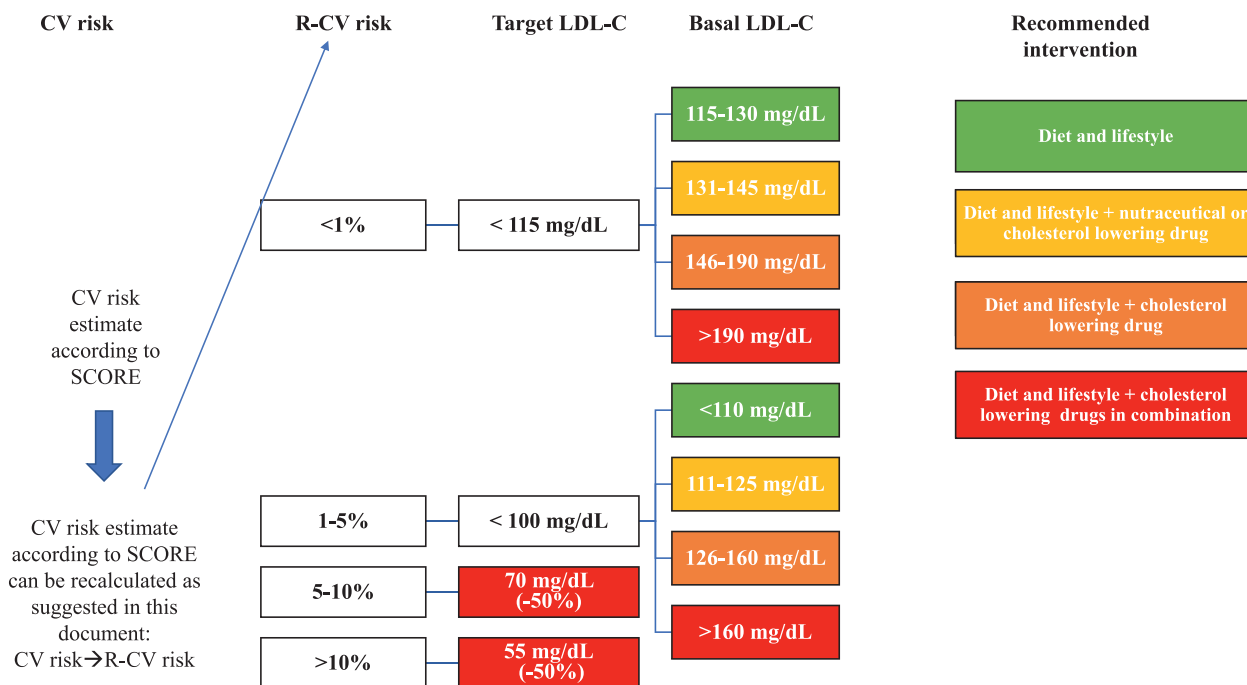 CV risk
R-CV risk
Target LDL-C
Basal LDL-C
Recommended
intervention
CV risk
estimate
according to
SCORE
CV risk estimate
according to SCORE
can be recalculated as
suggested in this
document:
CV risk→R-CV risk
<1%
< 115 mg/dL
115-130 mg/dL
131-145 mg/dL
146-190 mg/dL
>190 mg/dL
1-5%
< 100 mg/dL
<110 mg/dL
111-125 mg/dL
126-160 mg/dL
>160 mg/dL
5-10%
70 mg/dL
(-50%)
>10%
55 mg/dL
(-50%)
Diet and lifestyle
Diet and lifestyle + nutraceutical or
cholesterol lowering drug
Diet and lifestyle + cholesterol
lowering drug
Diet and lifestyle + cholesterol
lowering drugs in combination